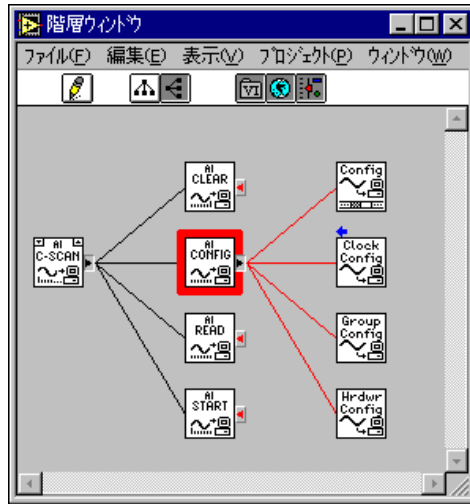 階層ウィンドウ
ファイル(F) 編集(E) 表示(V) プロジェクト(P) ウィンドウ(W)
VI
AI
CLEAR
Config
AI
C-SCAN
AI
CONFIG
Clock
Config
AI
READ
Group
Config
AI
START
Hrdwr
Config